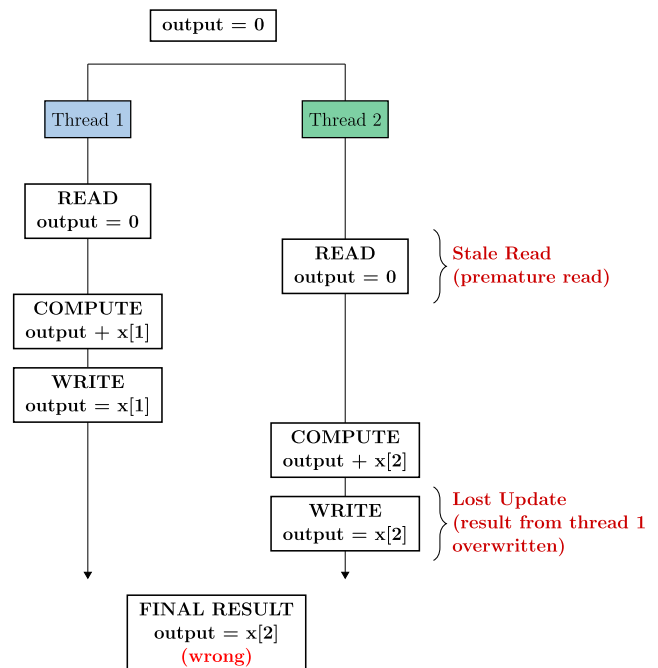 output = 0
Thread 1
Thread 2
READ
output = 0
READ
output = 0
Stale Read
(premature read)
COMPUTE
output + x[1]
WRITE
output = x[1]
COMPUTE
output + x[2]
WRITE
output = x[2]
Lost Update
(result from thread 1
overwritten)
FINAL RESULT
output = x[2]
(wrong)